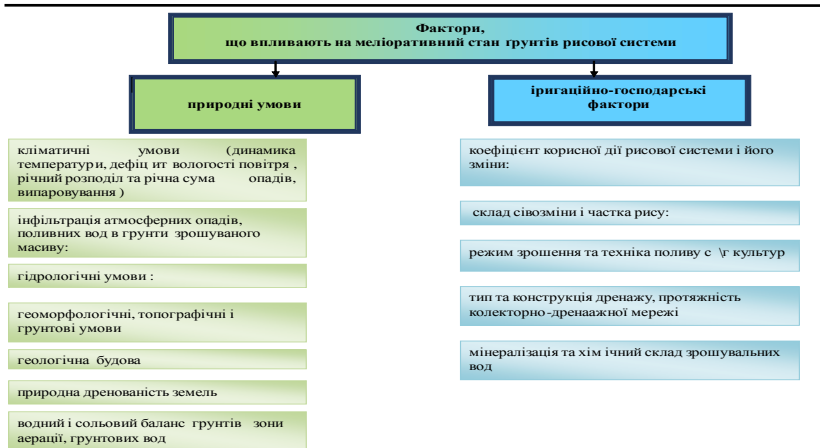 Фактори,
що впливають на меліоративний стан ґрунтів рисової системи
природні умови
іригаційно-господарські
фактори
кліматичні умови (динамика
температури, дефіц ит вологості повітря ,
річний розподіл та річна сума опадів,
випаровування )
інфільтрація атмосферних опадів,
поливних вод в грунти зрошуваного
масиву:
гідрологічні умови :
геоморфологічні, топографічні і
грунтові умови
геологічна будова
природна дренованість земель
водний і сольовий баланс грунтів зони
аерації, грунтових вод
коефіцієнт корисної дії рисової системи і його
зміни:
склад сівозміни і частка рису:
режим зрошення та техніка поливу с \г культур
тип та конструкція дренажу, протяжність
колекторно-дренаажної мережі
мінералізація та хім ічний склад зрошувальних
вод